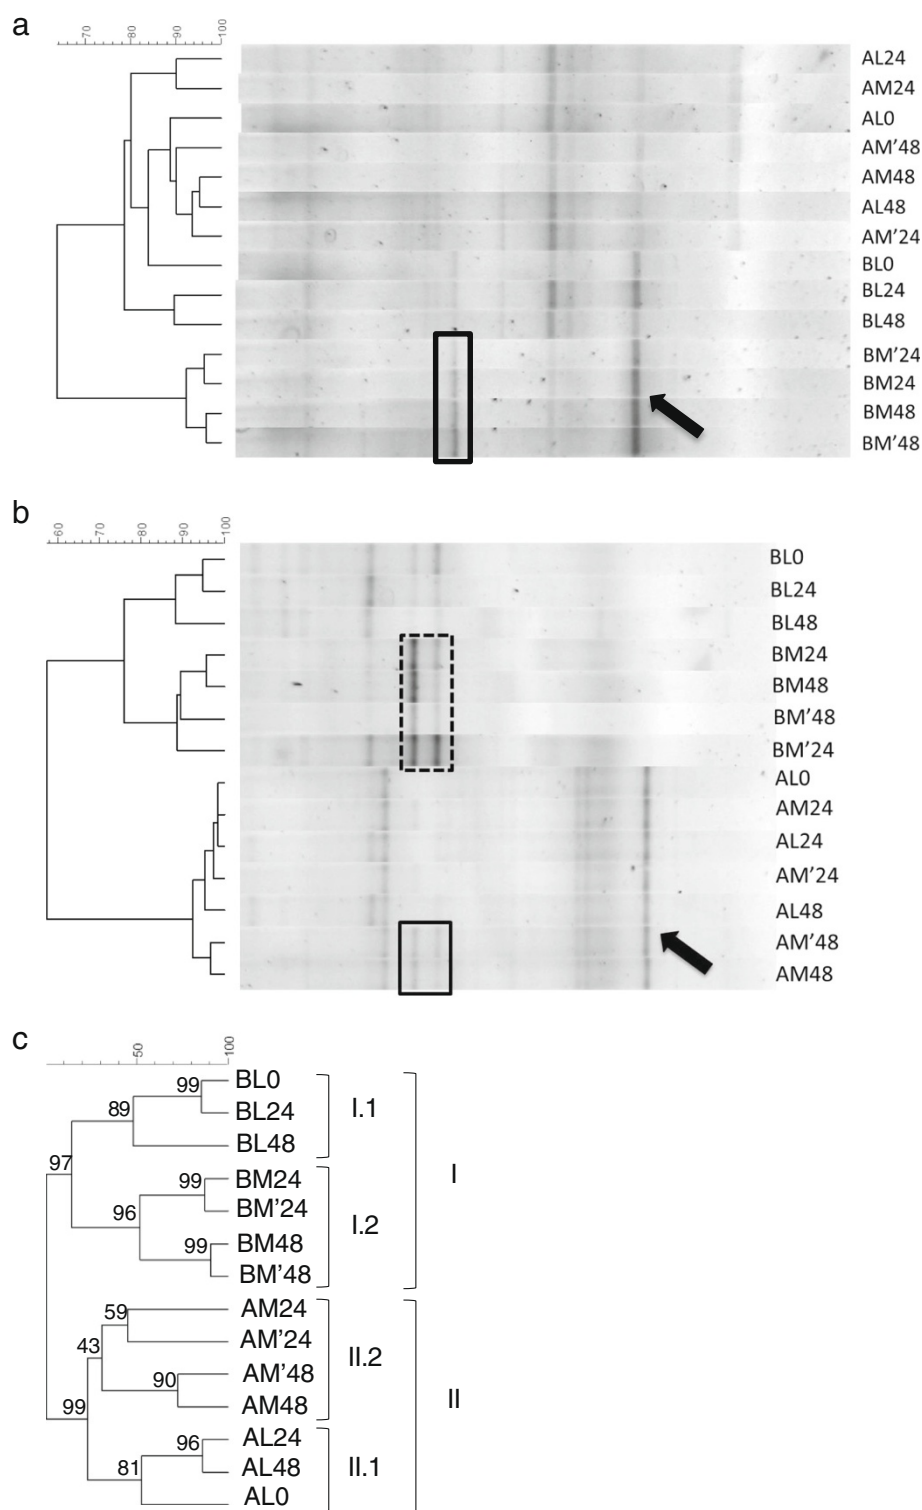 a
70 80 90 100
AL24
AM24
AL0
AM’48
AM48
AL48
AM’24
BL0
BL24
BL48
BM’24
BM24
BM48
BM’48
b
60 70 80 90 100
BL0
BL24
BL48
BM24
BM48
BM’48
BM’24
AL0
AM24
AL24
AM’24
AL48
AM’48
AM48
c
50 100
99 BL0
I.1
89 BL24
BL48
97 I
99 BM24
BM’24
96 I.2
99 BM48
BM’48
59 AM24
AM’24
43 II.2
90 AM’48
AM48
II
99
96 AL24
81 AL48 II.1
AL0